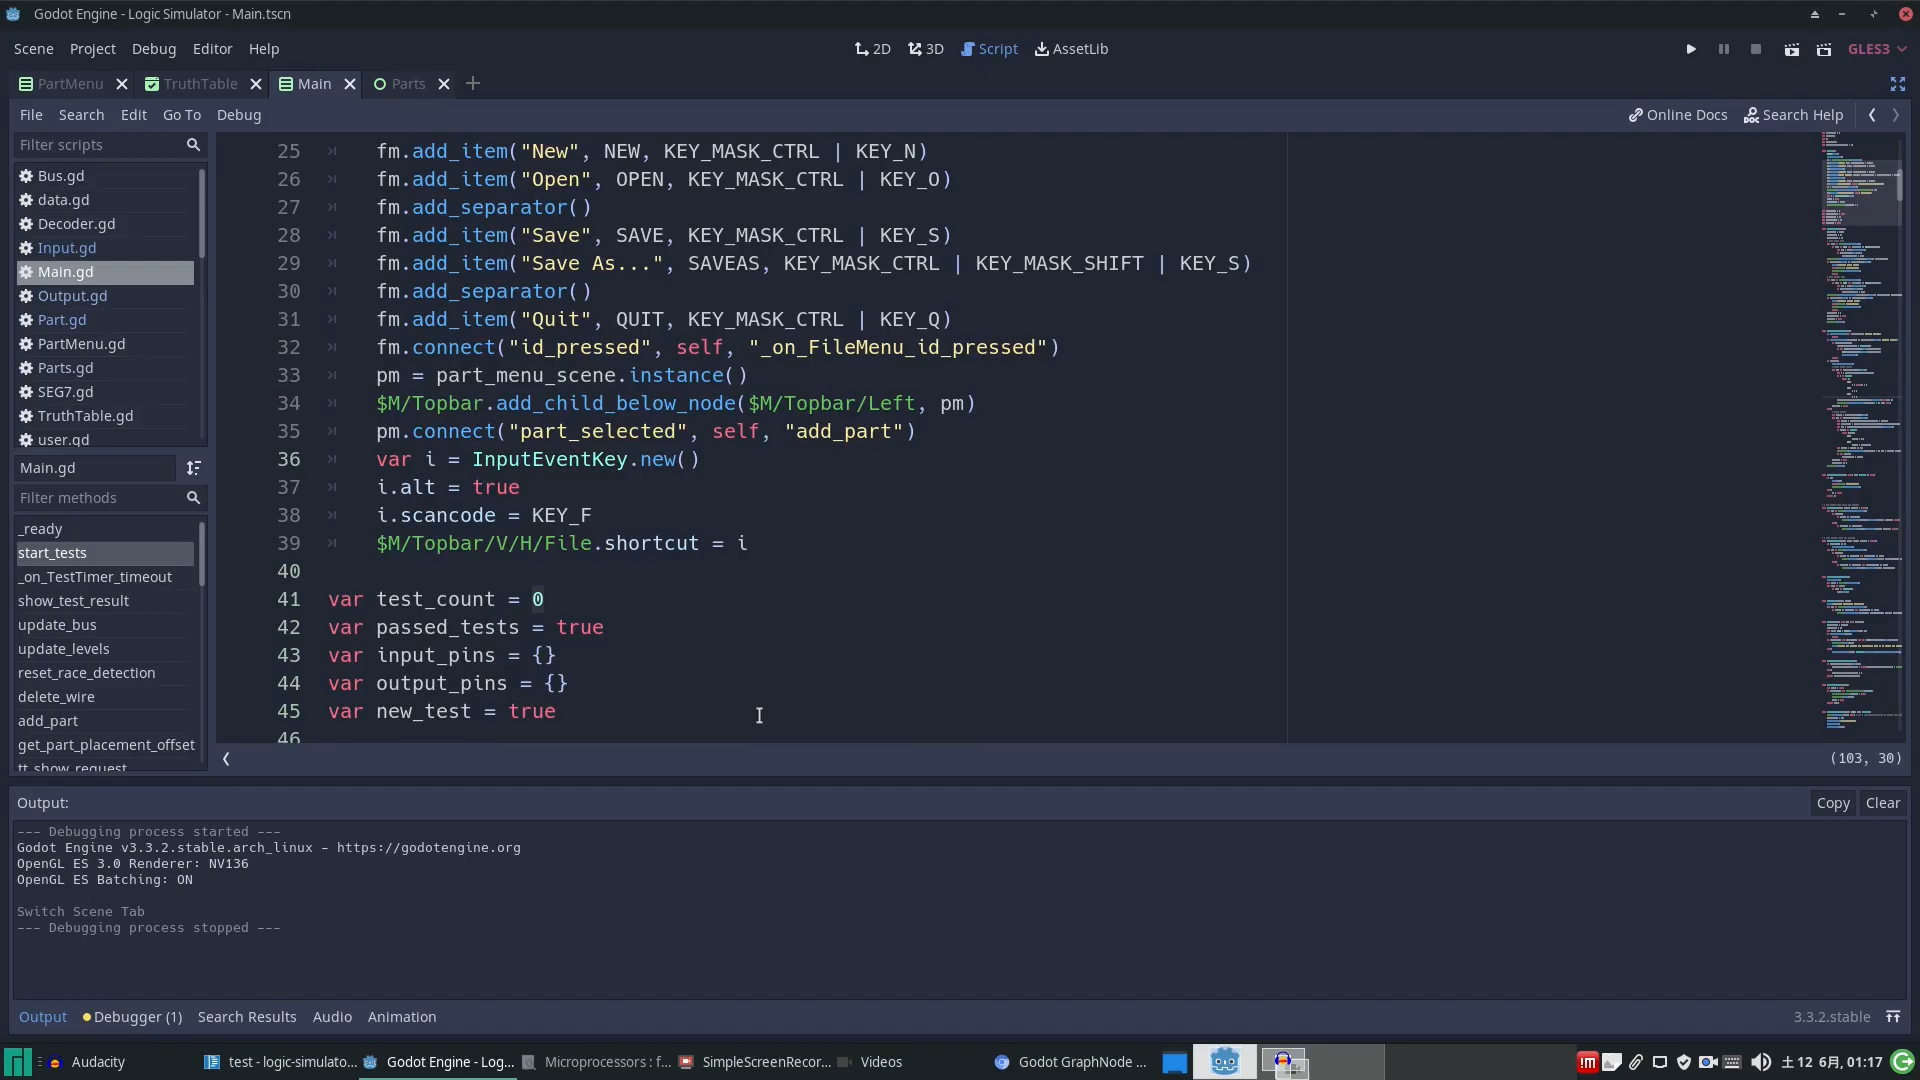 Godot Engine - Logic Simulator - Main.tscn
Scene Project Debug Editor Help
2D 3D Script AssetLib
GLES3
PartMenu TruthTable Main Parts
File Search Edit Go To Debug
Online Docs Search Help
Filter scripts
Bus.gd
data.gd
Decoder.gd
Input.gd
Main.gd
Output.gd
Part.gd
PartMenu.gd
Parts.gd
SEG7.gd
TruthTable.gd
user.gd
Main.gd
Filter methods
_ready
start_tests
_on_TestTimer_timeout
show_test_result
update_bus
update_levels
reset_race_detection
delete_wire
add_part
get_part_placement_offset
tt_show_request
25 fm.add_item("New", NEW, KEY_MASK_CTRL | KEY_N)
26 fm.add_item("Open", OPEN, KEY_MASK_CTRL | KEY_O)
27 fm.add_separator()
28 fm.add_item("Save", SAVE, KEY_MASK_CTRL | KEY_S)
29 fm.add_item("Save As...", SAVEAS, KEY_MASK_CTRL | KEY_MASK_SHIFT | KEY_S)
30 fm.add_separator()
31 fm.add_item("Quit", QUIT, KEY_MASK_CTRL | KEY_Q)
32 fm.connect("id_pressed", self, "_on_FileMenu_id_pressed")
33 pm = part_menu_scene.instance()
34 $M/Topbar.add_child_below_node($M/Topbar/Left, pm)
35 pm.connect("part_selected", self, "add_part")
36 var i = InputEventKey.new()
37 i.alt = true
38 i.scancode = KEY_F
39 $M/Topbar/V/H/File.shortcut = i
40
41 var test_count = 0
42 var passed_tests = true
43 var input_pins = {}
44 var output_pins = {}
45 var new_test = true
46
(103, 30)
Output:
Copy Clear
--- Debugging process started ---
Godot Engine v3.3.2.stable.arch_linux - https://godotengine.org
OpenGL ES 3.0 Renderer: NV136
OpenGL ES Batching: ON
Switch Scene Tab
--- Debugging process stopped ---
Output Debugger (1) Search Results Audio Animation
3.3.2.stable
Audacity test - logic-simulato... Godot Engine - Log... Microprocessors : f... SimpleScreenRecor... Videos Godot GraphNode ...
土 12 6月, 01:17